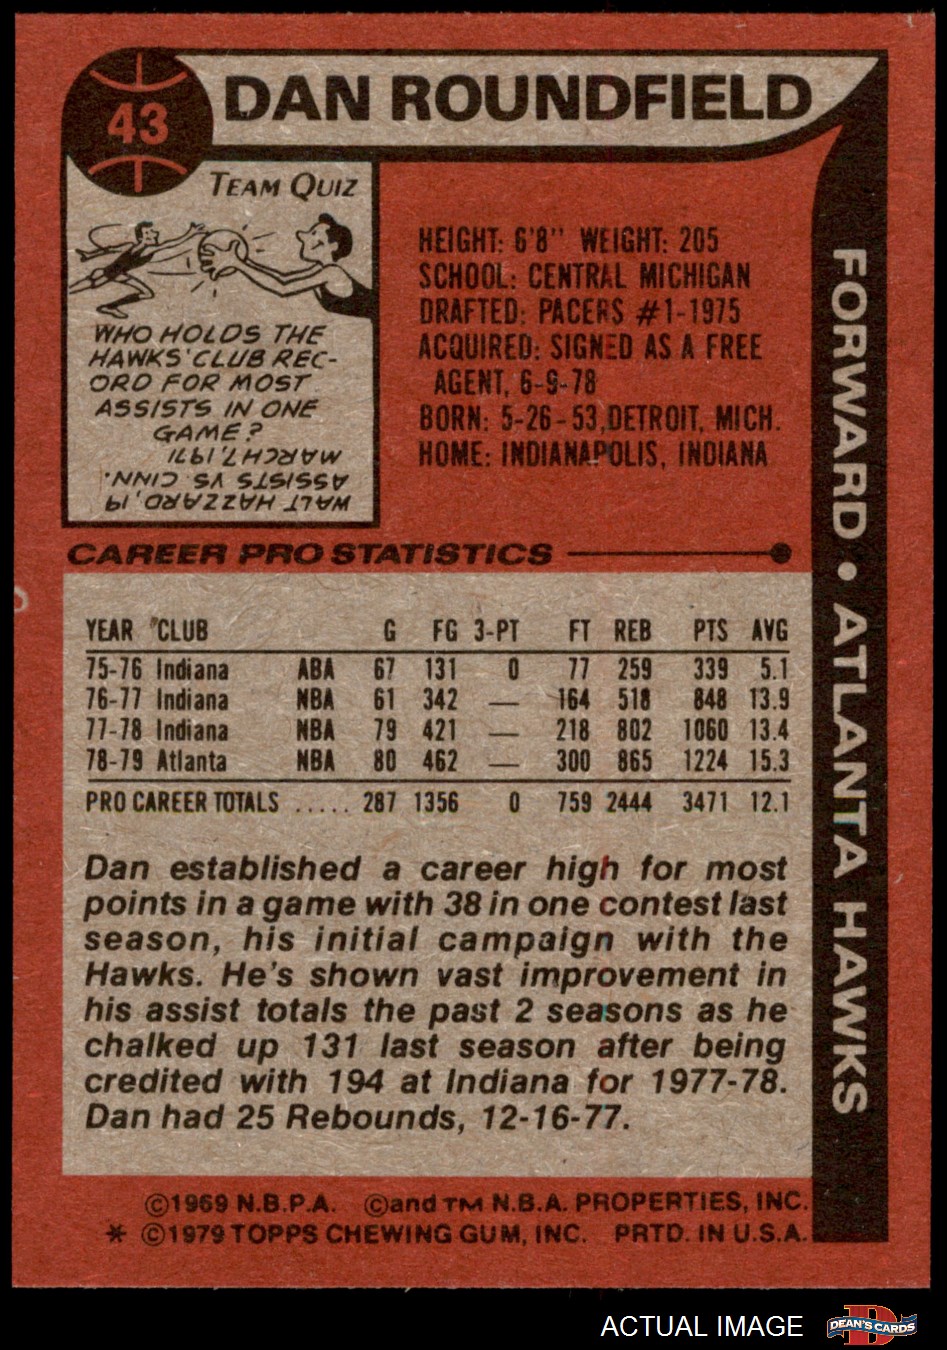 43
DAN ROUNDFIELD
TEAM QUIZ
WHO HOLDS THE
HAWKS' CLUB REC-
ORD FOR MOST
ASSISTS IN ONE
GAME?
WALT HAZZARD, 19
ASSISTS VS CINN.
MARCH 7, 1971
HEIGHT: 6'8" WEIGHT: 205
SCHOOL: CENTRAL MICHIGAN
DRAFTED: PACERS #1-1975
ACQUIRED: SIGNED AS A FREE
AGENT, 6-9-78
BORN: 5-26-53, DETROIT, MICH.
HOME: INDIANAPOLIS, INDIANA
FORWARD • ATLANTA HAWKS
CAREER PRO STATISTICS
YEAR CLUB G FG 3-PT FT REB PTS AVG
75-76 Indiana ABA 67 131 0 77 259 339 5.1
76-77 Indiana NBA 61 342 — 164 518 848 13.9
77-78 Indiana NBA 79 421 — 218 802 1060 13.4
78-79 Atlanta NBA 80 462 — 300 865 1224 15.3
PRO CAREER TOTALS ..... 287 1356 0 759 2444 3471 12.1
Dan established a career high for most
points in a game with 38 in one contest last
season, his initial campaign with the
Hawks. He's shown vast improvement in
his assist totals the past 2 seasons as he
chalked up 131 last season after being
credited with 194 at Indiana for 1977-78.
Dan had 25 Rebounds, 12-16-77.
©1969 N.B.P.A. ©and TM N.B.A. PROPERTIES, INC.
* ©1979 TOPPS CHEWING GUM, INC. PRTD. IN U.S.A.
ACTUAL IMAGE
DEAN'S CARDS